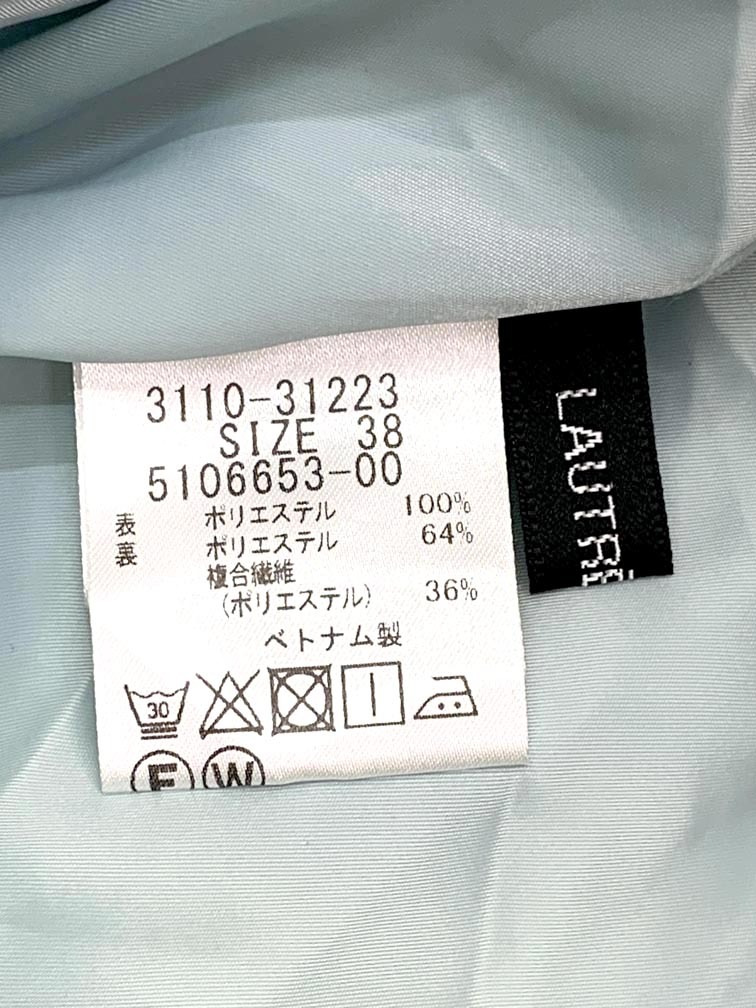 3110-31223
SIZE 38
5106653-00
表 ポリエステル 100%
裏 ポリエステル 64%
複合繊維
(ポリエステル) 36%
ベトナム製
30
F W
LAUTRE